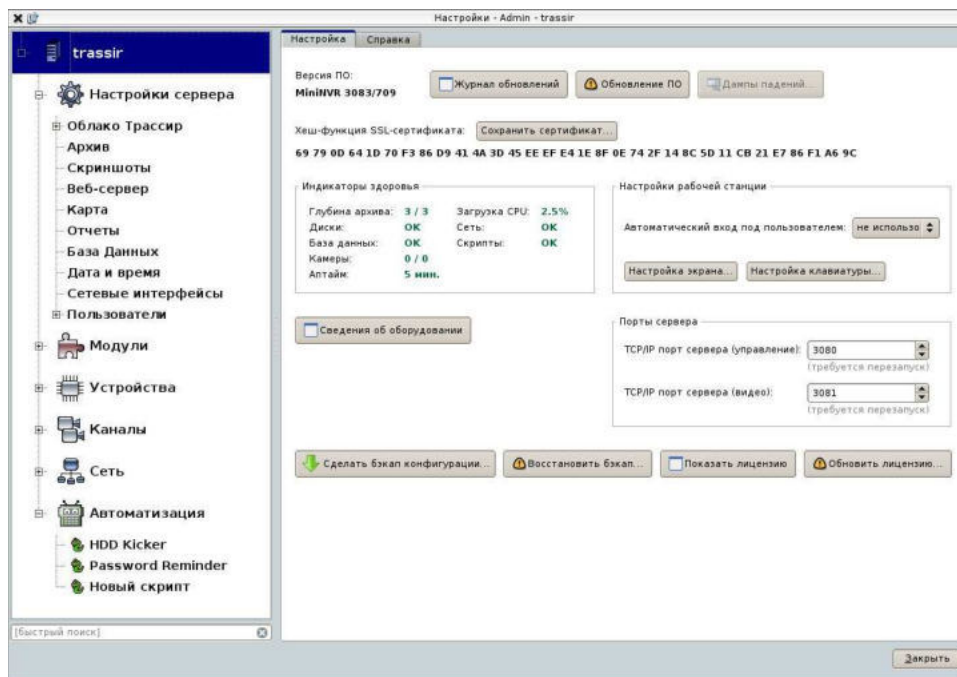 Настройки - Admin - trassir
trassir
Настройки сервера
Облако Трассир
Архив
Скриншоты
Веб-сервер
Карта
Отчеты
База Данных
Дата и время
Сетевые интерфейсы
Пользователи
Модули
Устройства
Каналы
Сеть
Автоматизация
HDD Kicker
Password Reminder
Новый скрипт
[быстрый поиск]
Настройка Справка
Версия ПО:
MiniNVR 3083/709
Журнал обновлений Обновление ПО Дампы падений...
Хеш-функция SSL-сертификата: Сохранить сертификат...
69 79 0D 64 1D 70 F3 86 D9 41 4A 3D 45 EE EF E4 1E 8F 0E 74 2F 14 8C 5D 11 CB 21 E7 86 F1 A6 9C
Индикаторы здоровья
Глубина архива: 3 / 3 Загрузка CPU: 2.5%
Диски: OK Сеть: OK
База данных: OK Скрипты: OK
Камеры: 0 / 0
Аптайм: 5 мин.
Настройки рабочей станции
Автоматический вход под пользователем: не использо
Настройка экрана... Настройка клавиатуры...
Сведения об оборудовании
Порты сервера
TCP/IP порт сервера (управление): 3080
(требуется перезапуск)
TCP/IP порт сервера (видео): 3081
(требуется перезапуск)
Сделать бэкап конфигурации... Восстановить бэкап... Показать лицензию Обновить лицензию...
Закрыть